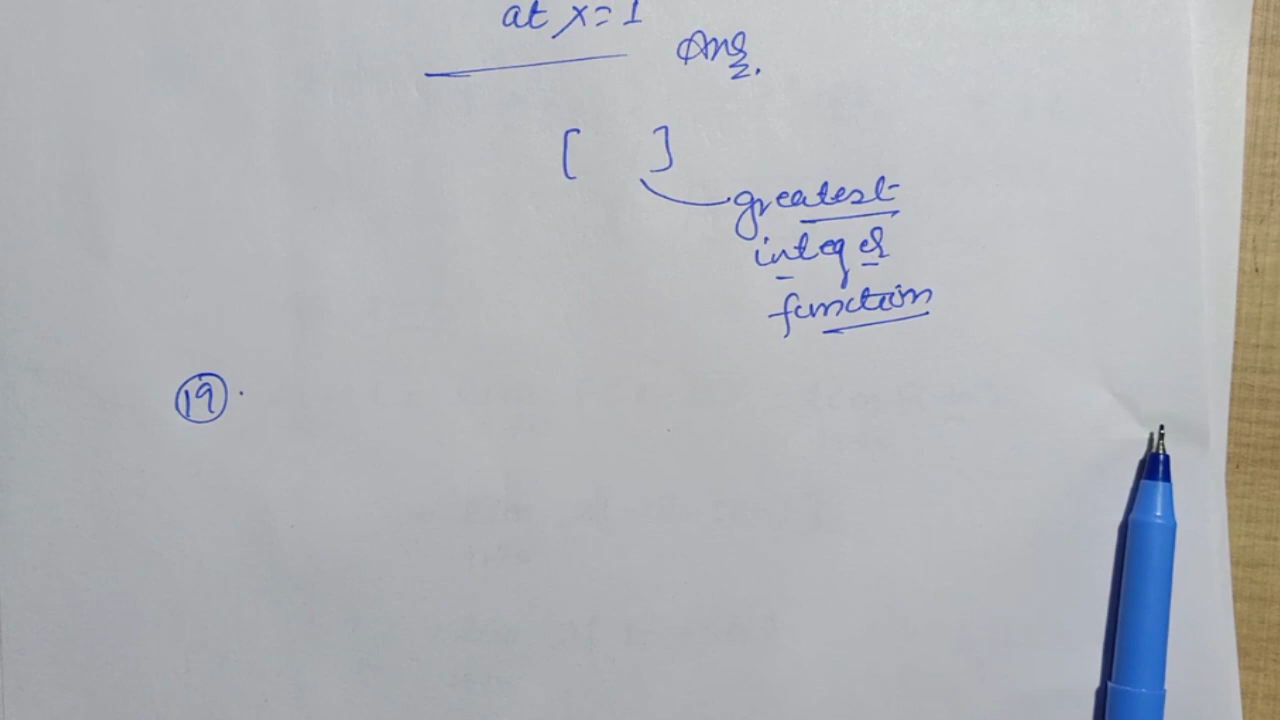 at x = 1
Ans.
[ ]
greatest
integer
function
19.